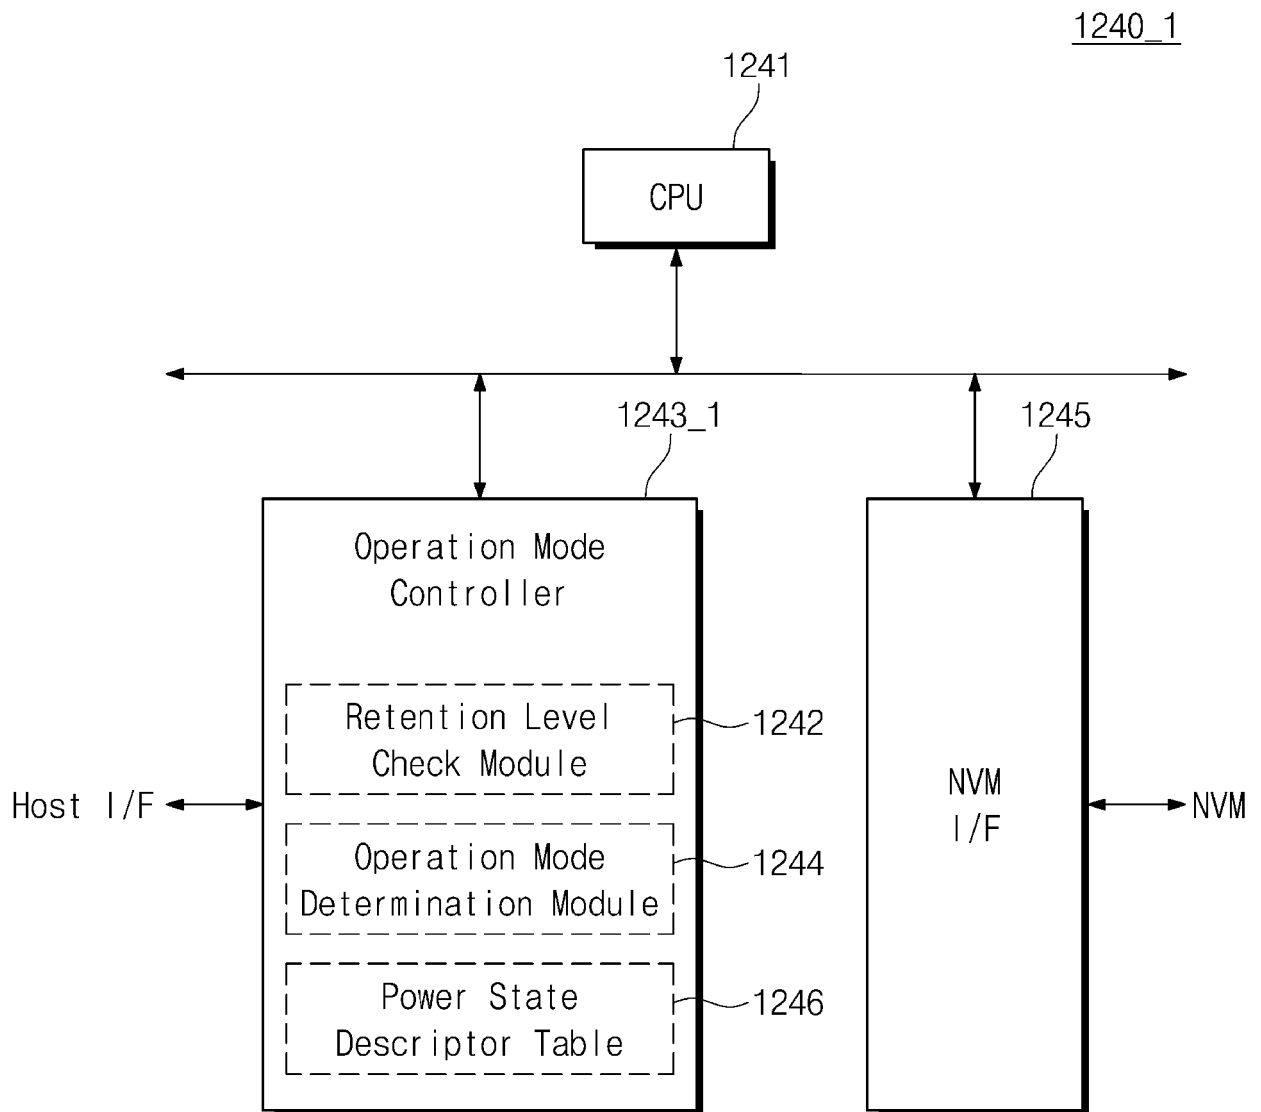 1240_1
1241
CPU
1243_1
1245
Operation Mode
Controller
Retention Level
Check Module
1242
Host I/F
NVM
I/F
NVM
Operation Mode
Determination Module
1244
Power State
Descriptor Table
1246